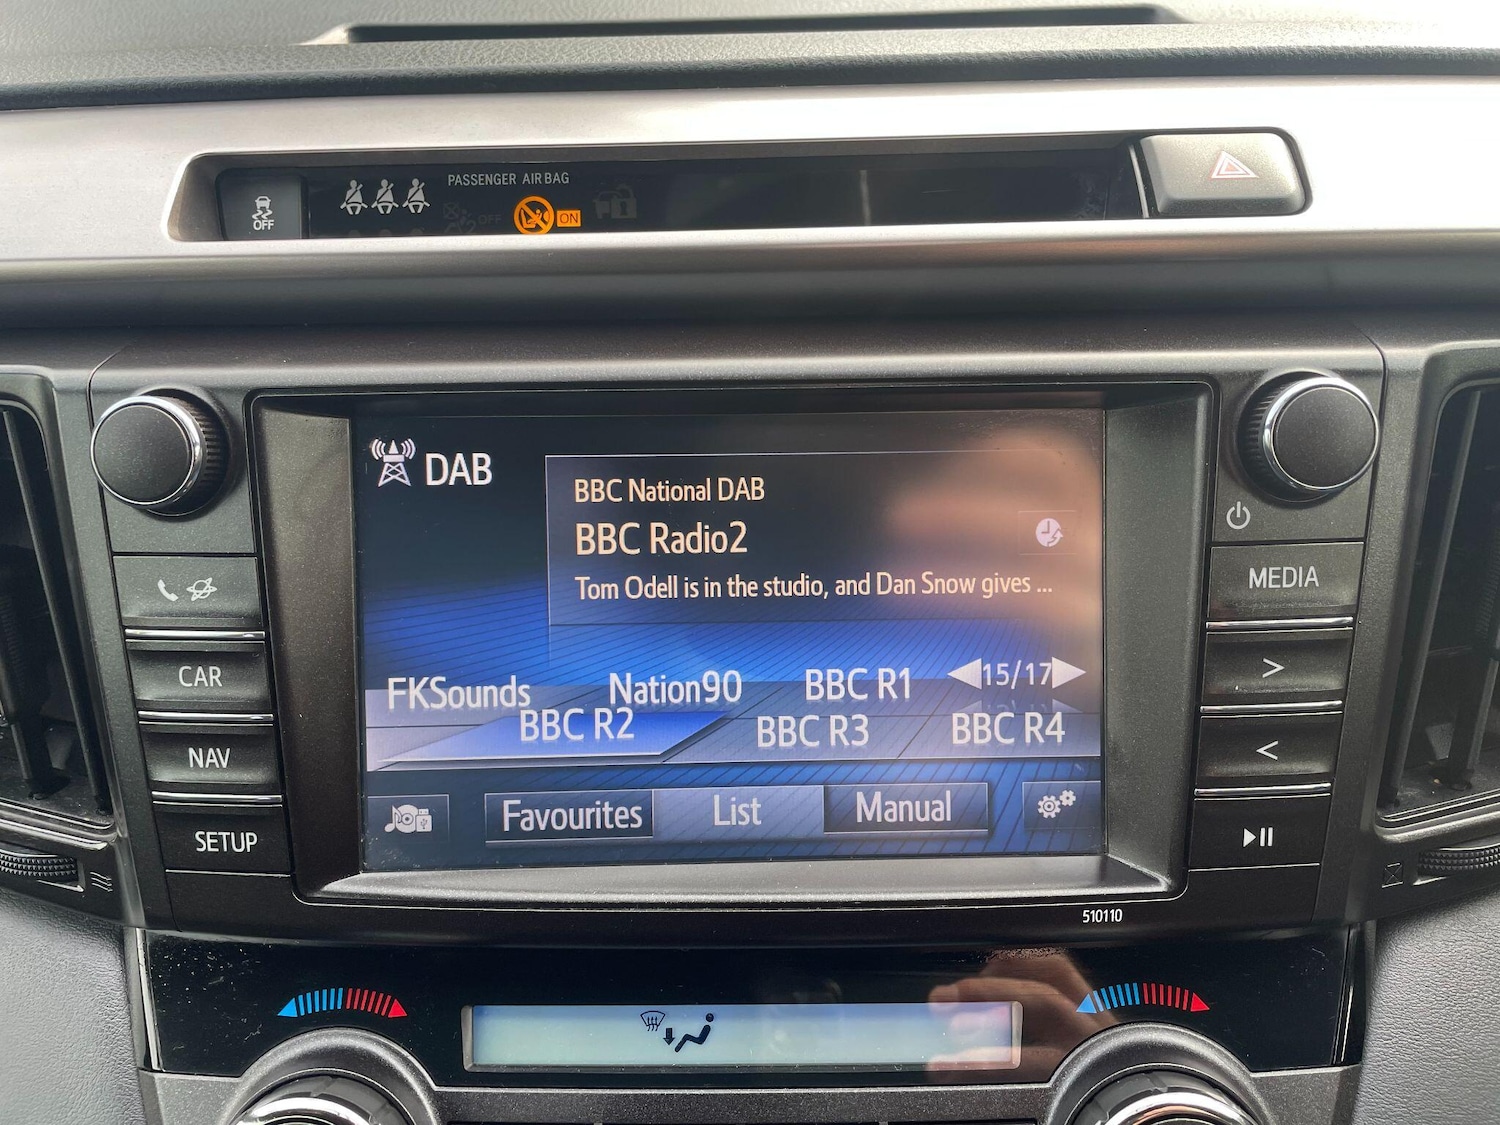 PASSENGER AIR BAG
OFF
OFF
ON
DAB
BBC National DAB
BBC Radio2
Tom Odell is in the studio, and Dan Snow gives ...
FKSounds
Nation90
BBC R1
15/17
BBC R2
BBC R3
BBC R4
Favourites
List
Manual
CAR
NAV
SETUP
MEDIA
>
<
510110